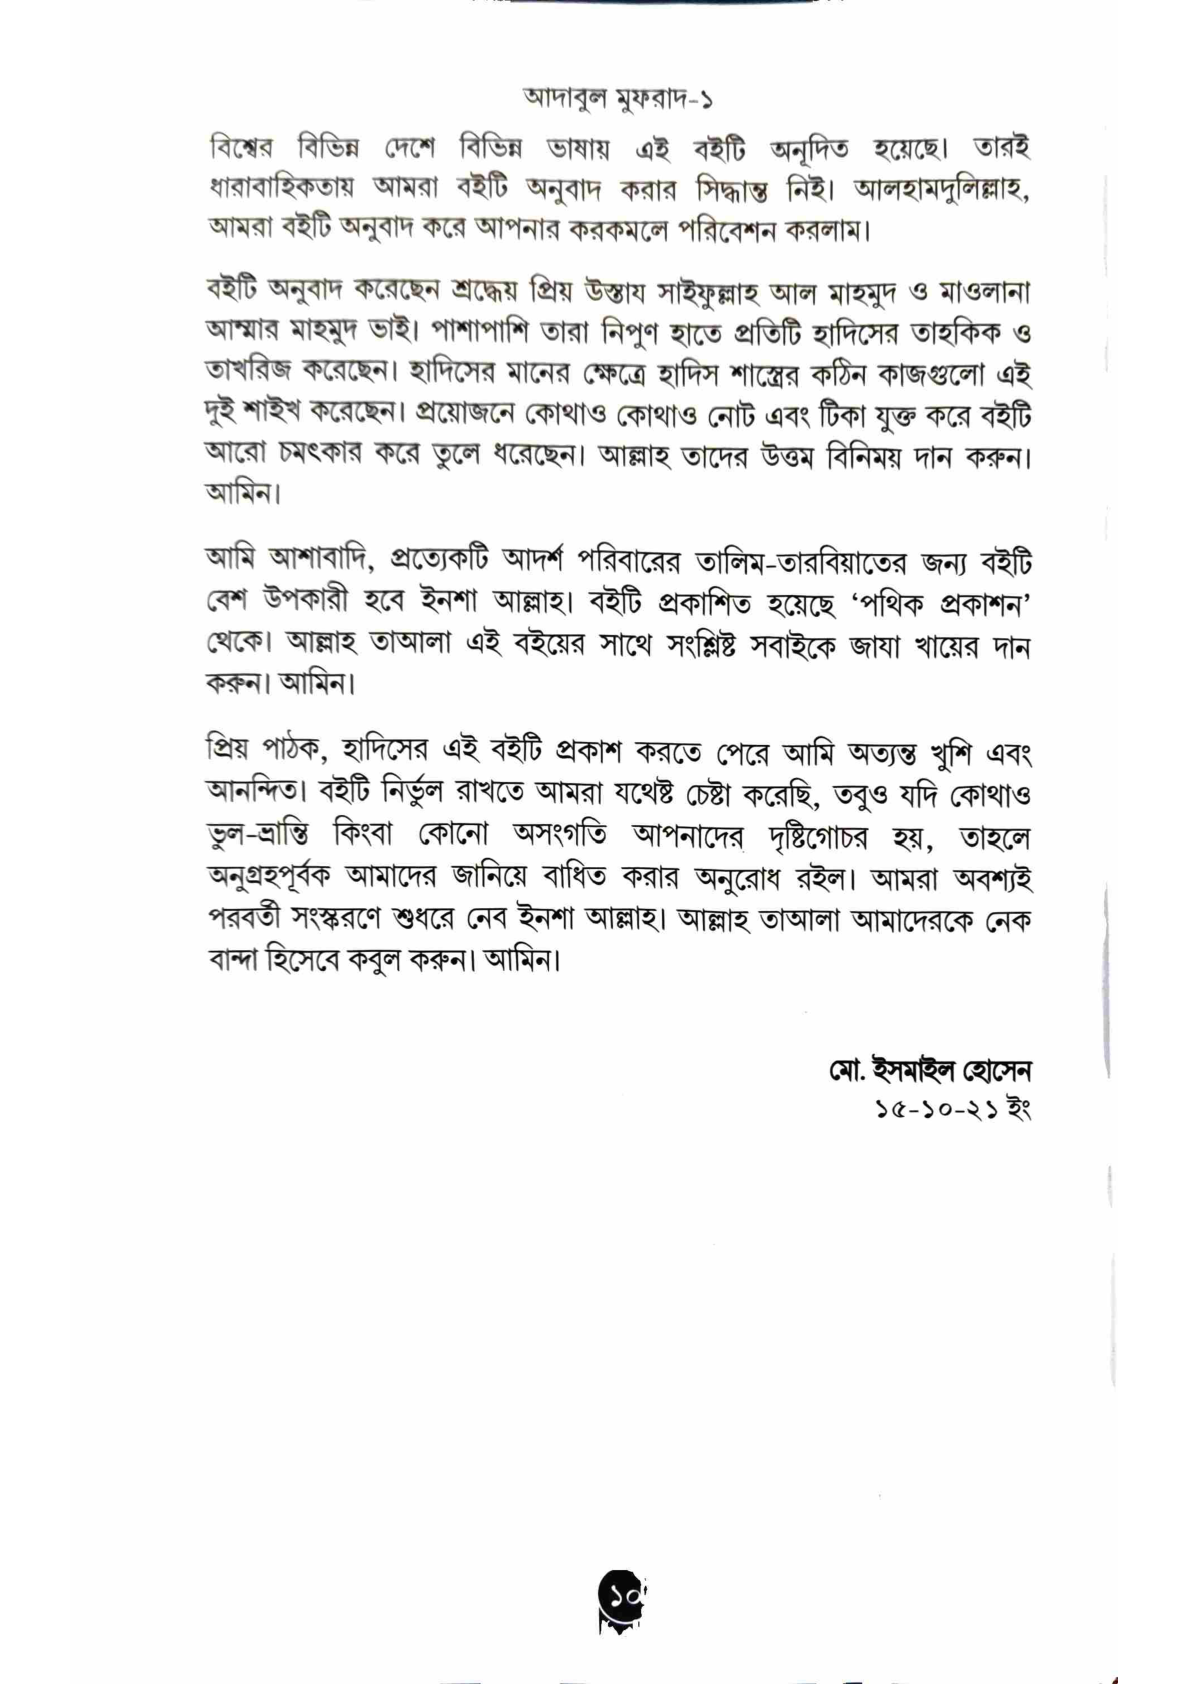 আদাবুল মুফরাদ-১
বিশ্বের বিভিন্ন দেশে বিভিন্ন ভাষায় এই বইটি অনূদিত হয়েছে। তারই
ধারাবাহিকতায় আমরা বইটি অনুবাদ করার সিদ্ধান্ত নিই। আলহামদুলিল্লাহ,
আমরা বইটি অনুবাদ করে আপনার করকমলে পরিবেশন করলাম।
বইটি অনুবাদ করেছেন শ্রদ্ধেয় প্রিয় উস্তায সাইফুল্লাহ আল মাহমুদ ও মাওলানা
আম্মার মাহমুদ ভাই। পাশাপাশি তারা নিপুণ হাতে প্রতিটি হাদিসের তাহকিক ও
তাখরিজ করেছেন। হাদিসের মানের ক্ষেত্রে হাদিস শাস্ত্রের কঠিন কাজগুলো এই
দুই শাইখ করেছেন। প্রয়োজনে কোথাও কোথাও নোট এবং টিকা যুক্ত করে বইটি
আরো চমৎকার করে তুলে ধরেছেন। আল্লাহ তাদের উত্তম বিনিময় দান করুন।
আমিন।
আমি আশাবাদি, প্রত্যেকটি আদর্শ পরিবারের তালিম-তারবিয়াতের জন্য বইটি
বেশ উপকারী হবে ইনশা আল্লাহ। বইটি প্রকাশিত হয়েছে ‘পথিক প্রকাশন’
থেকে। আল্লাহ তাআলা এই বইয়ের সাথে সংশ্লিষ্ট সবাইকে জাযা খায়ের দান
করুন। আমিন।
প্রিয় পাঠক, হাদিসের এই বইটি প্রকাশ করতে পেরে আমি অত্যন্ত খুশি এবং
আনন্দিত। বইটি নির্ভুল রাখতে আমরা যথেষ্ট চেষ্টা করেছি, তবুও যদি কোথাও
ভুল-ভ্রান্তি কিংবা কোনো অসংগতি আপনাদের দৃষ্টিগোচর হয়, তাহলে
অনুগ্রহপূর্বক আমাদের জানিয়ে বাধিত করার অনুরোধ রইল। আমরা অবশ্যই
পরবর্তী সংস্করণে শুধরে নেব ইনশা আল্লাহ। আল্লাহ তাআলা আমাদেরকে নেক
বান্দা হিসেবে কবুল করুন। আমিন।
মো. ইসমাইল হোসেন
১৫-১০-২১ ইং
১০